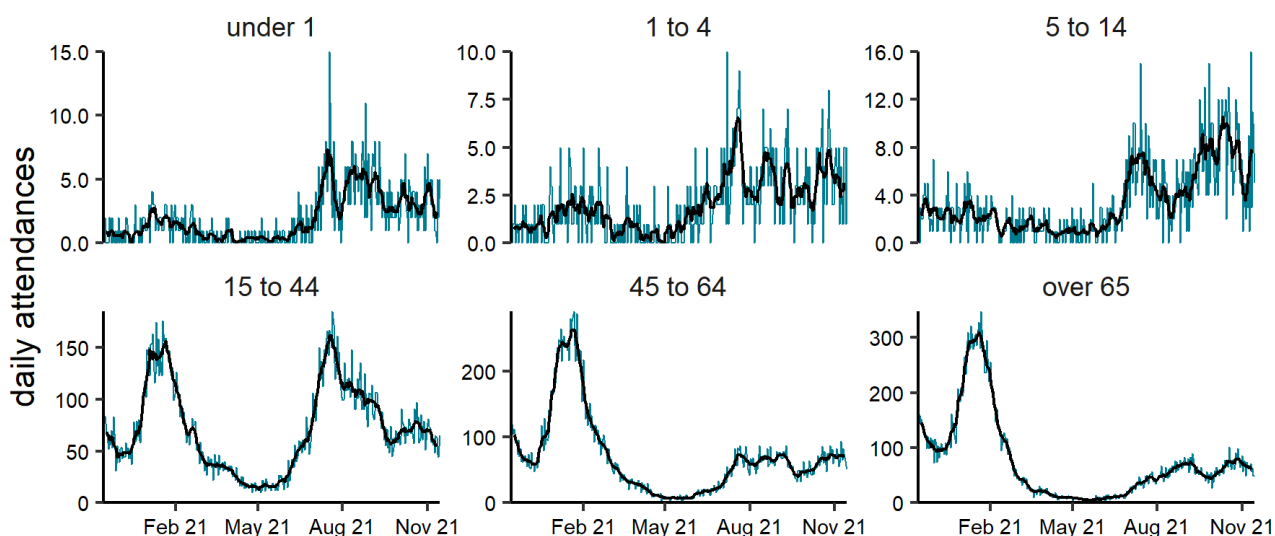 under 1
1 to 4
5 to 14
15.0
10.0
5.0
0.0
10.0
7.5
5.0
2.5
0.0
16.0
12.0
8.0
4.0
0.0
daily attendances
15 to 44
45 to 64
over 65
150
100
50
0
200
100
0
300
200
100
0
Feb 21 May 21 Aug 21 Nov 21
Feb 21 May 21 Aug 21 Nov 21
Feb 21 May 21 Aug 21 Nov 21